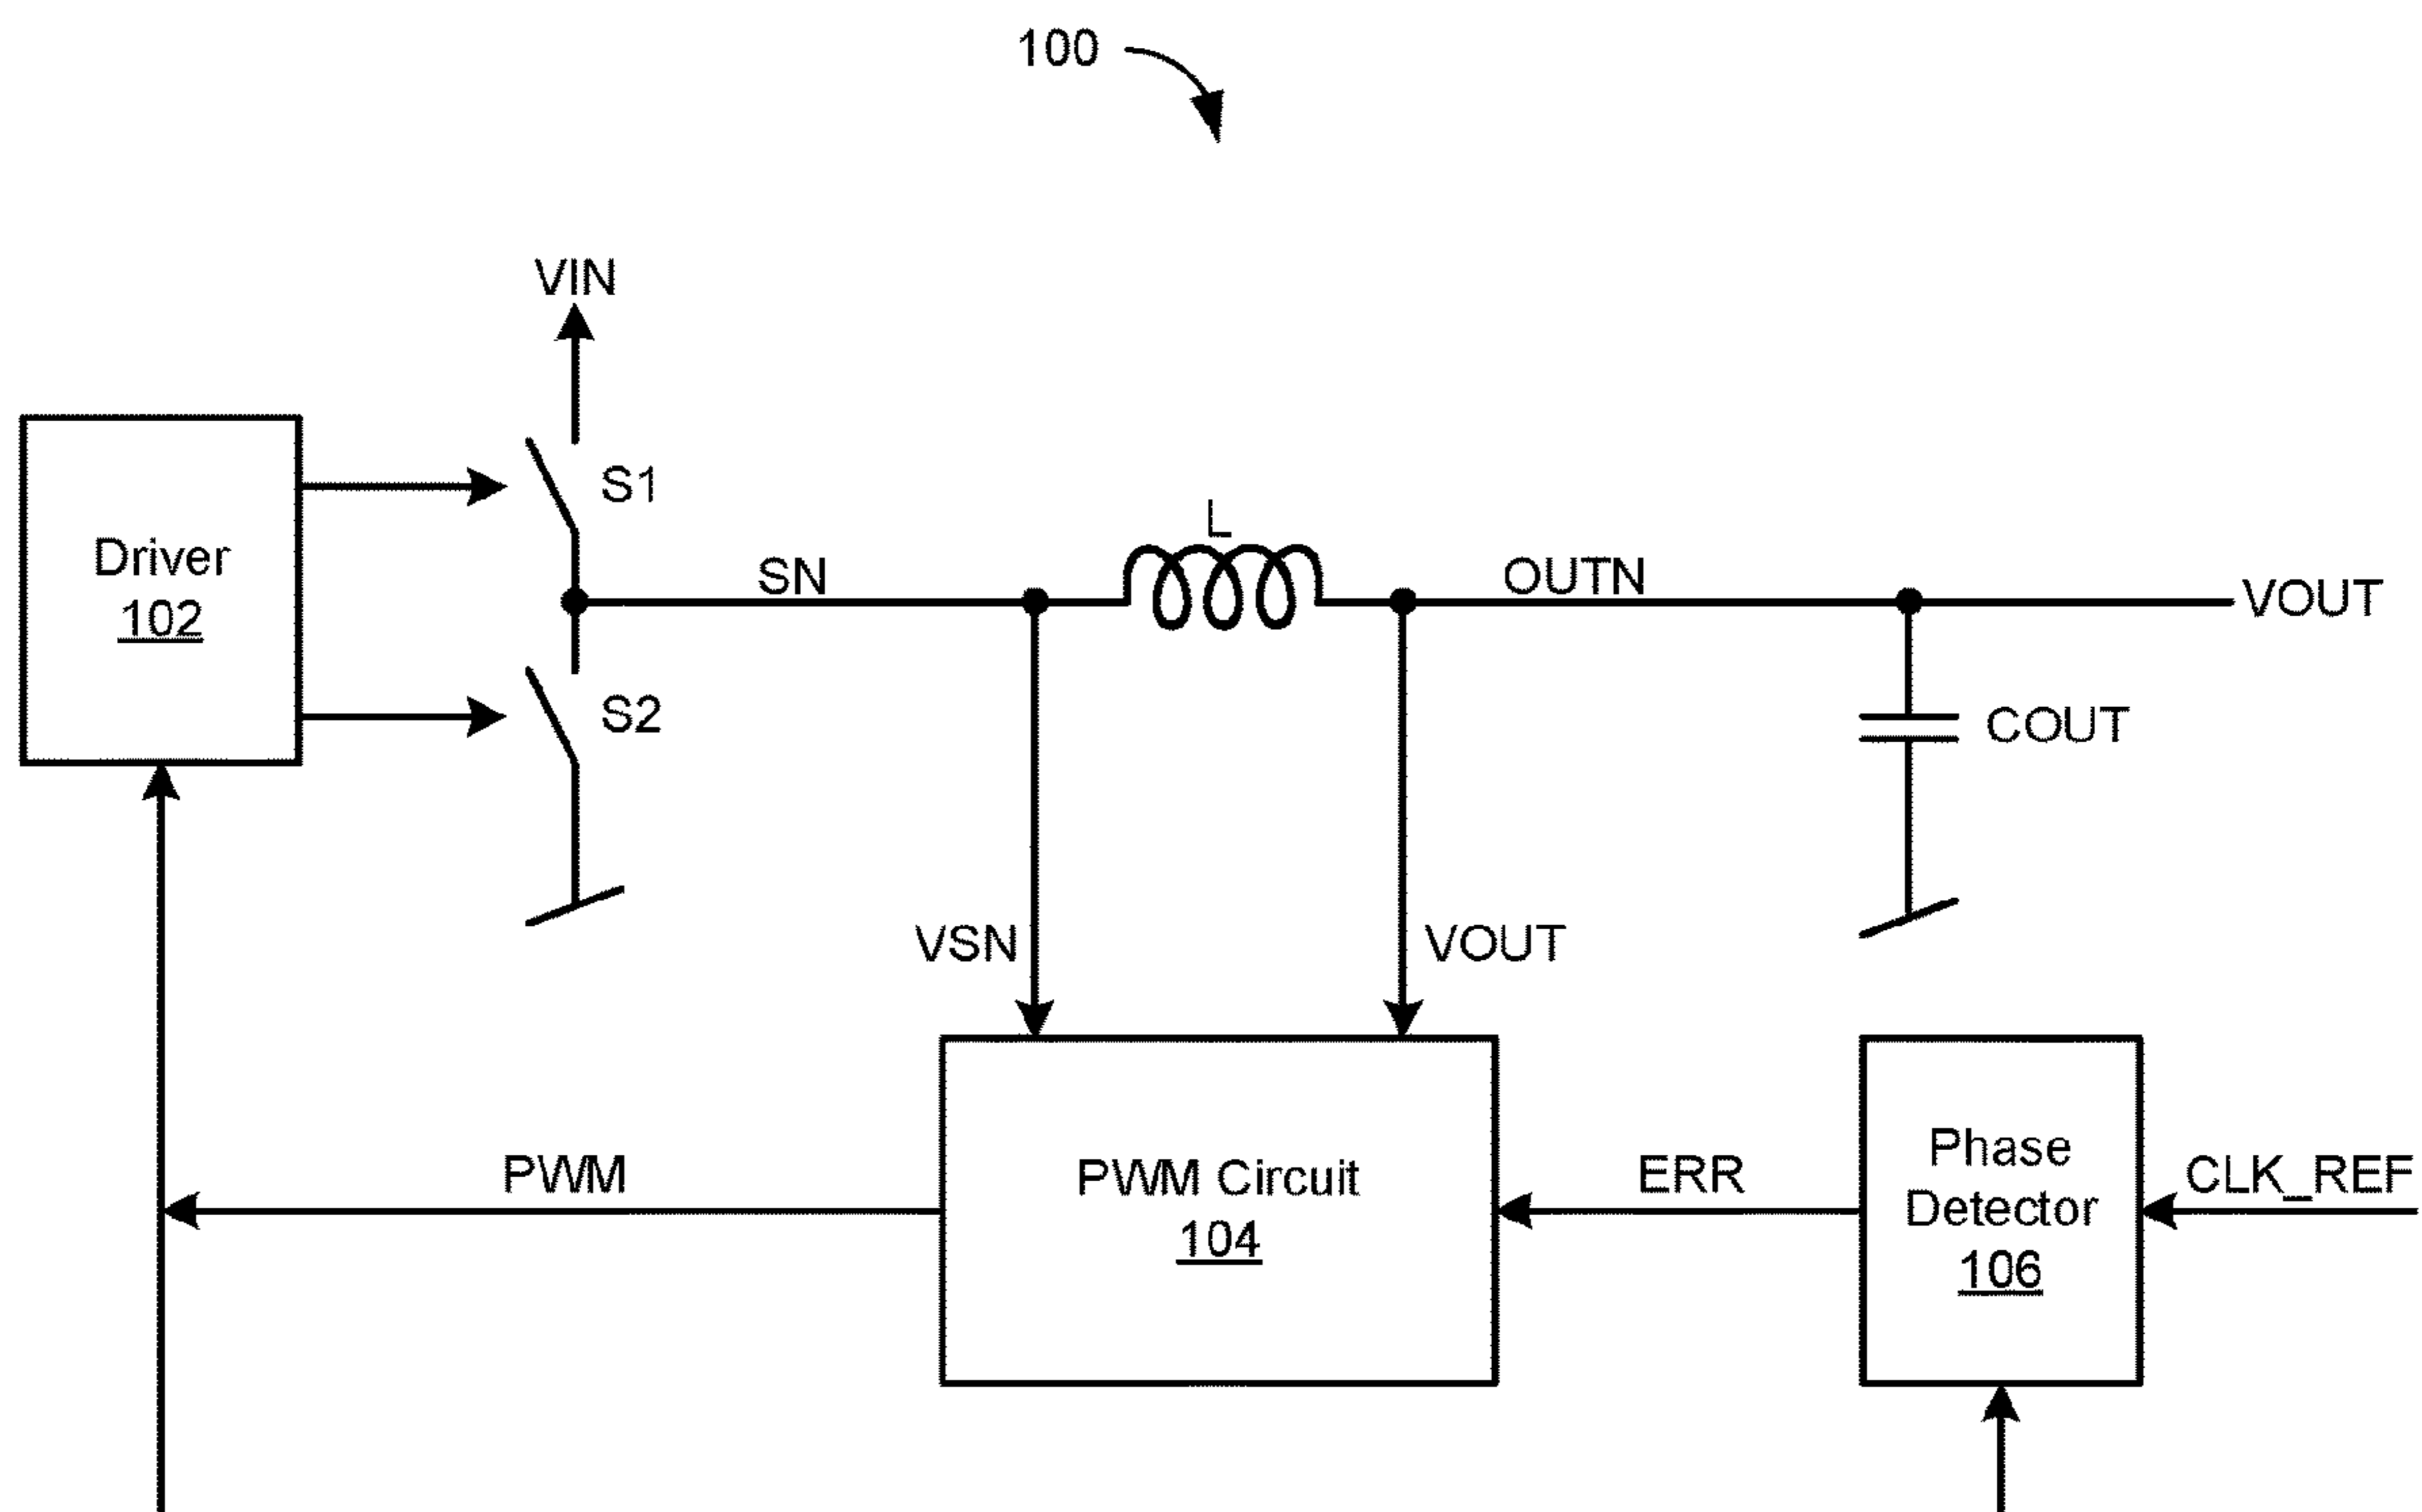 100
VIN
S1
Driver
102
SN
L
OUTN
VOUT
S2
COUT
VSN
VOUT
PWM
PWM Circuit
104
ERR
Phase
Detector
106
CLK_REF